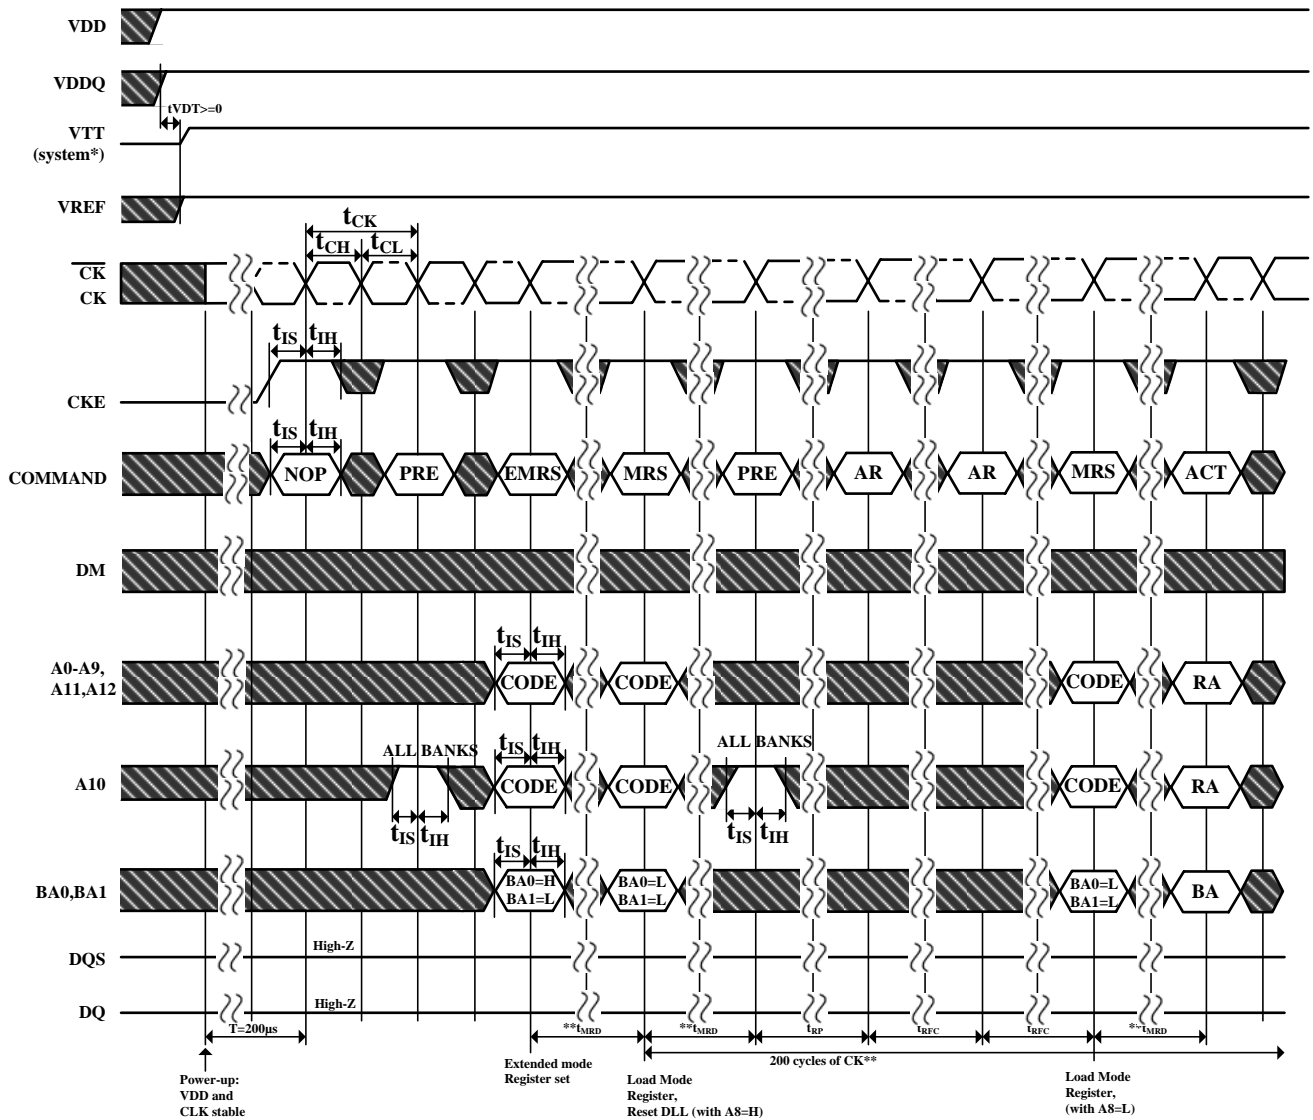 VDD
VDDQ
tVDT>=0
VTT
(system*)
VREF
tCK
tCH
tCL
CK
CK
tIS
tIH
CKE
tIS
tIH
COMMAND
NOP
PRE
EMRS
MRS
PRE
AR
AR
MRS
ACT
DM
tIS
tIH
A0-A9,
A11,A12
CODE
CODE
CODE
RA
ALL BANKS
tIS
tIH
ALL BANKS
A10
CODE
CODE
CODE
RA
tIS
tIH
tIS
tIH
tIS
tIH
BA0,BA1
BA0=H
BA1=L
BA0=L
BA1=L
BA0=L
BA1=L
BA
High-Z
DQS
High-Z
DQ
T=200µs
**tMRD
**tMRD
tRP
tRFC
tRFC
**tMRD
200 cycles of CK**
Power-up:
VDD and
CLK stable
Extended mode
Register set
Load Mode
Register,
Reset DLL (with A8=H)
Load Mode
Register,
(with A8=L)